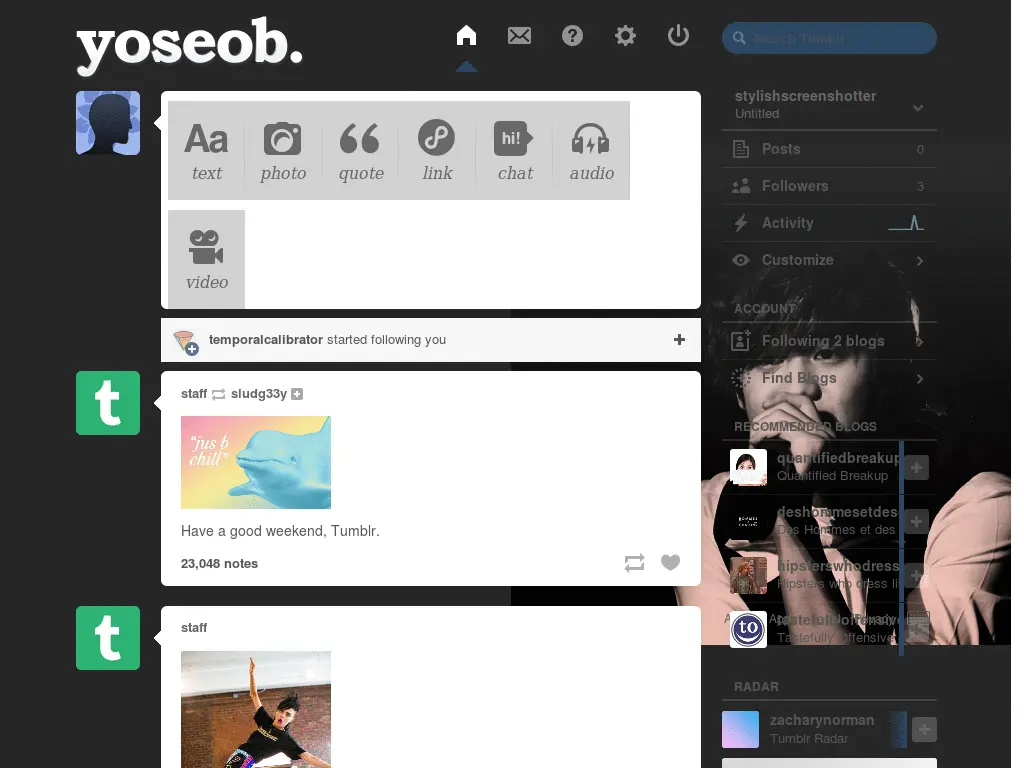 yoseob.
Search Tumblr
stylishscreenshotter
Untitled
Aa
text
photo
quote
link
hi!
chat
audio
video
Posts 0
Followers 3
Activity
Customize
ACCOUNT
Following 2 blogs
Find Blogs
RECOMMENDED BLOGS
quantifiedbreakup
Quantified Breakup
deshommesetdes
Des Hommes et des
hipsterswhodress
Hipsters who dress li
tastefullyoffensive
Tastefully Offensive
to
RADAR
zacharynorman
Tumblr Radar
temporalcalibrator started following you
t
staff sludg33y
"jus b
chill"
Have a good weekend, Tumblr.
23,048 notes
t
staff